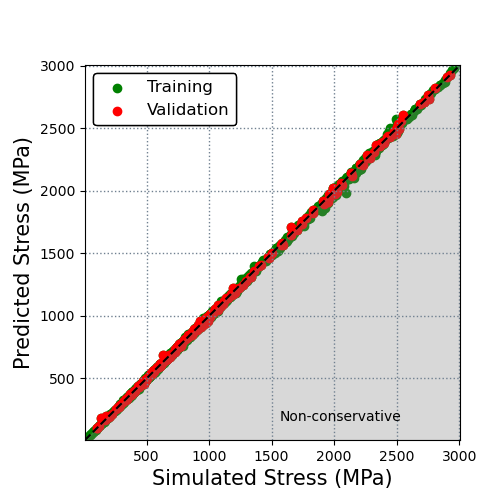 3000
2500
2000
1500
1000
500
Predicted Stress (MPa)
Training
Validation
Non-conservative
500
1000
1500
2000
2500
3000
Simulated Stress (MPa)